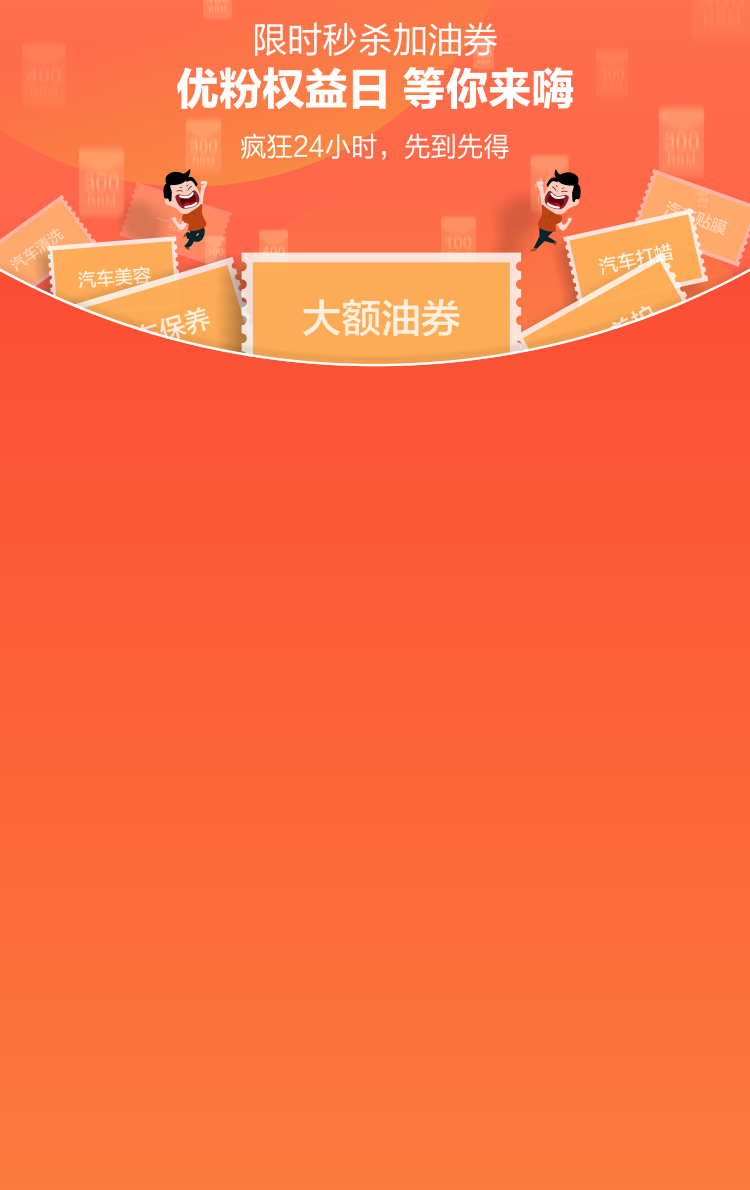 限时秒杀加油券
优粉权益日 等你来嗨
疯狂24小时，先到先得
400
300
300
300
300
400
100
汽车清洗
汽车美容
车保养
大额油券
汽车打蜡
汽车贴膜
养护